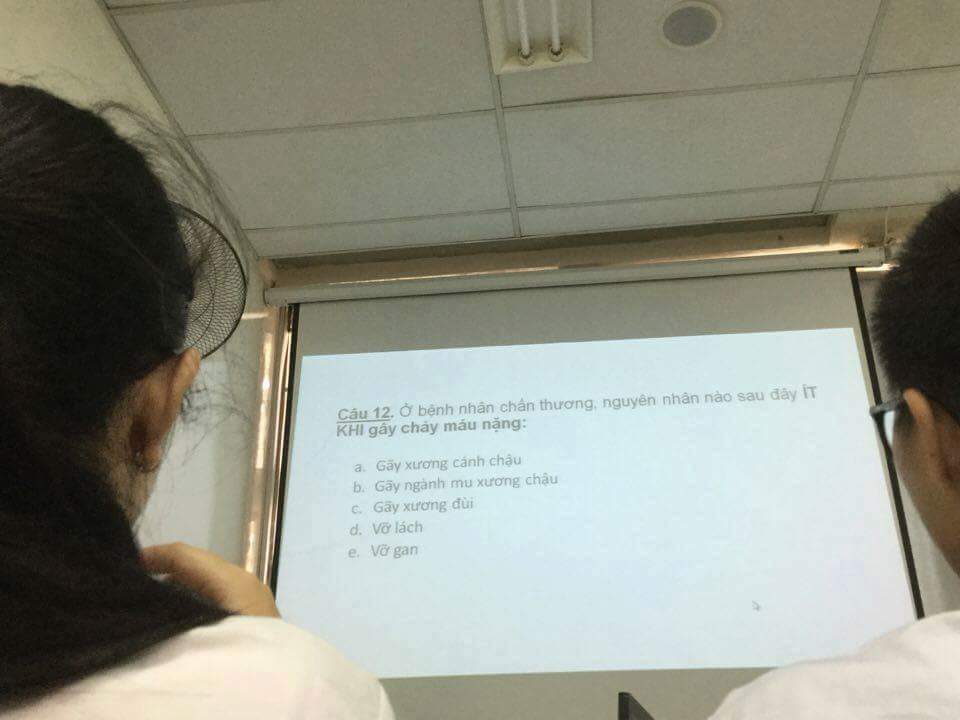 Câu 12. Ở bệnh nhân chấn thương, nguyên nhân nào sau đây ÍT
KHI gây chảy máu nặng:
a. Gãy xương cánh chậu
b. Gãy ngành mu xương chậu
c. Gãy xương đùi
d. Vỡ lách
e. Vỡ gan